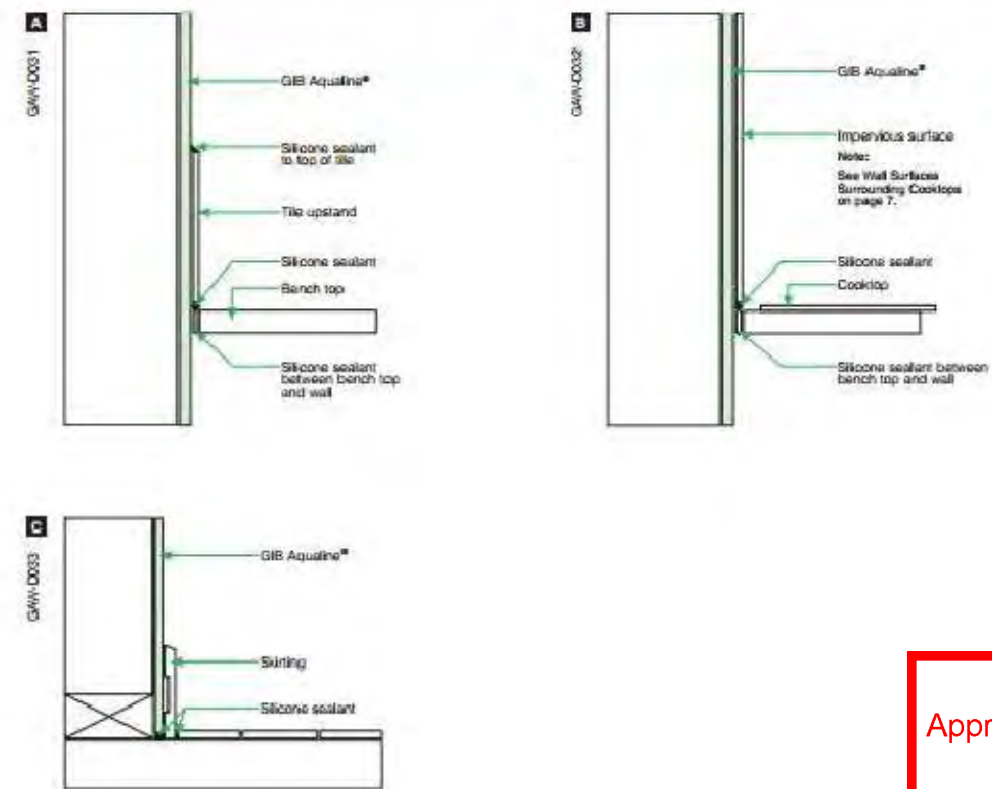 A
GAW-D031
GIB Aqualine®
Silicone sealant
to top of tile
Tile upstand
Silicone sealant
Bench top
Silicone sealant
between bench top
and wall
B
GAW-D032
GIB Aqualine®
Impervious surface
Note:
See Wall Surfaces
Surrounding Cooktops
on page 7.
Silicone sealant
Cooktop
Silicone sealant between
bench top and wall
C
GAW-D033
GIB Aqualine®
Skirting
Silicone sealant
Appr